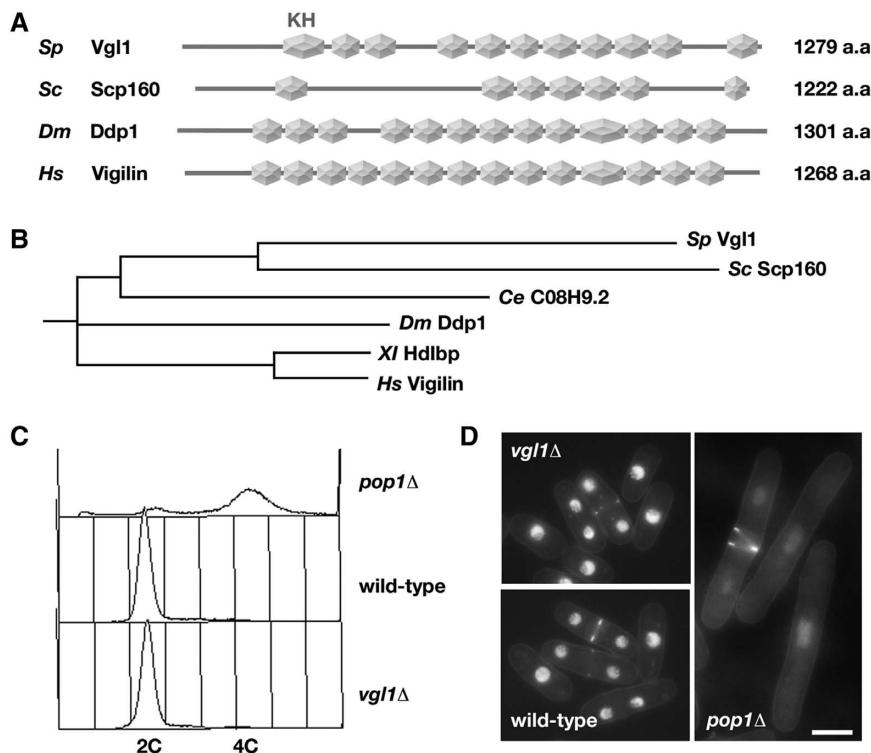 A
KH
Sp Vgl1 1279 a.a
Sc Scp160 1222 a.a
Dm Ddp1 1301 a.a
Hs Vigilin 1268 a.a
B
Sp Vgl1
Sc Scp160
Ce C08H9.2
Dm Ddp1
Xl Hdlbp
Hs Vigilin
C
pop1Δ
wild-type
vgl1Δ
2C 4C
D
vgl1Δ
wild-type
pop1Δ